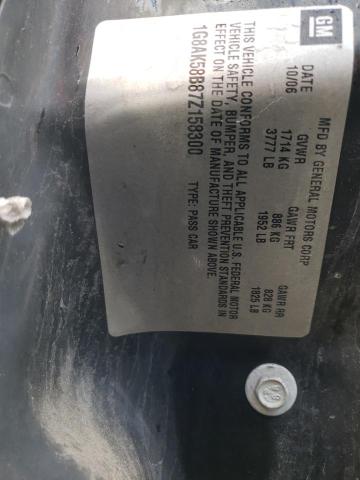 GM
MFD BY GENERAL MOTORS CORP
DATE GVWR GAWR FRT GAWR RR
10/06 1714 KG 886 KG 828 KG
3777 LB 1952 LB 1825 LB
THIS VEHICLE CONFORMS TO ALL APPLICABLE U.S. FEDERAL MOTOR
VEHICLE SAFETY, BUMPER, AND THEFT PREVENTION STANDARDS IN
EFFECT ON THE DATE OF MANUFACTURE SHOWN ABOVE.
1G8AK58B87Z158300 TYPE: PASS CAR